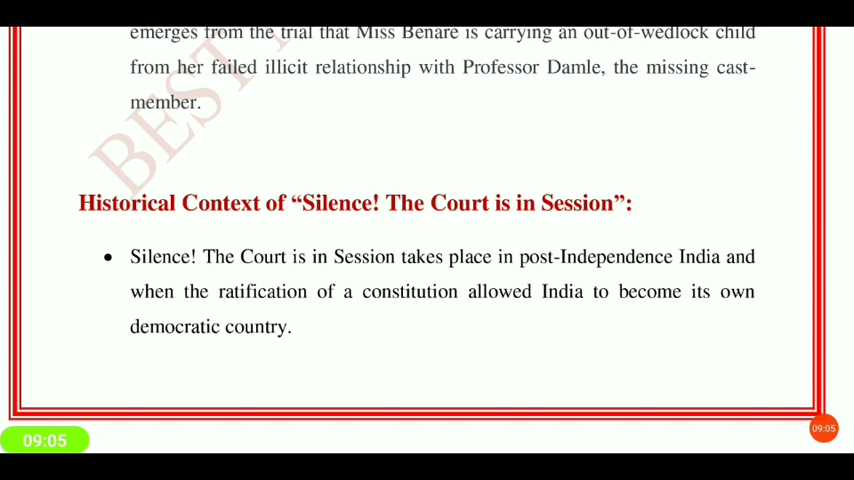 emerges from the trial that Miss Benare is carrying an out-of-wedlock child
from her failed illicit relationship with Professor Damle, the missing cast-
member.
Historical Context of “Silence! The Court is in Session”:
• Silence! The Court is in Session takes place in post-Independence India and
when the ratification of a constitution allowed India to become its own
democratic country.
BEST
09:05
09:05